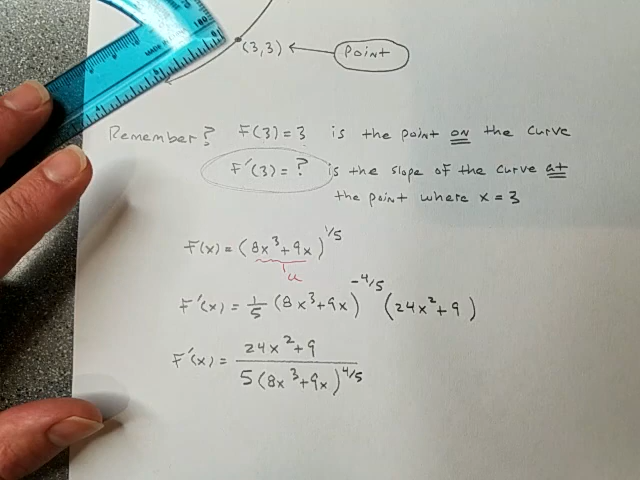 (3,3) ← Point
Remember? F(3)=3 is the point on the curve
F'(3)=? is the slope of the curve at
the point where x=3
F(x)=(8x³+9x)^1/5
u
F'(x)=1/5(8x³+9x)^-4/5 (24x²+9)
F'(x)= 24x²+9
5(8x³+9x)^4/5